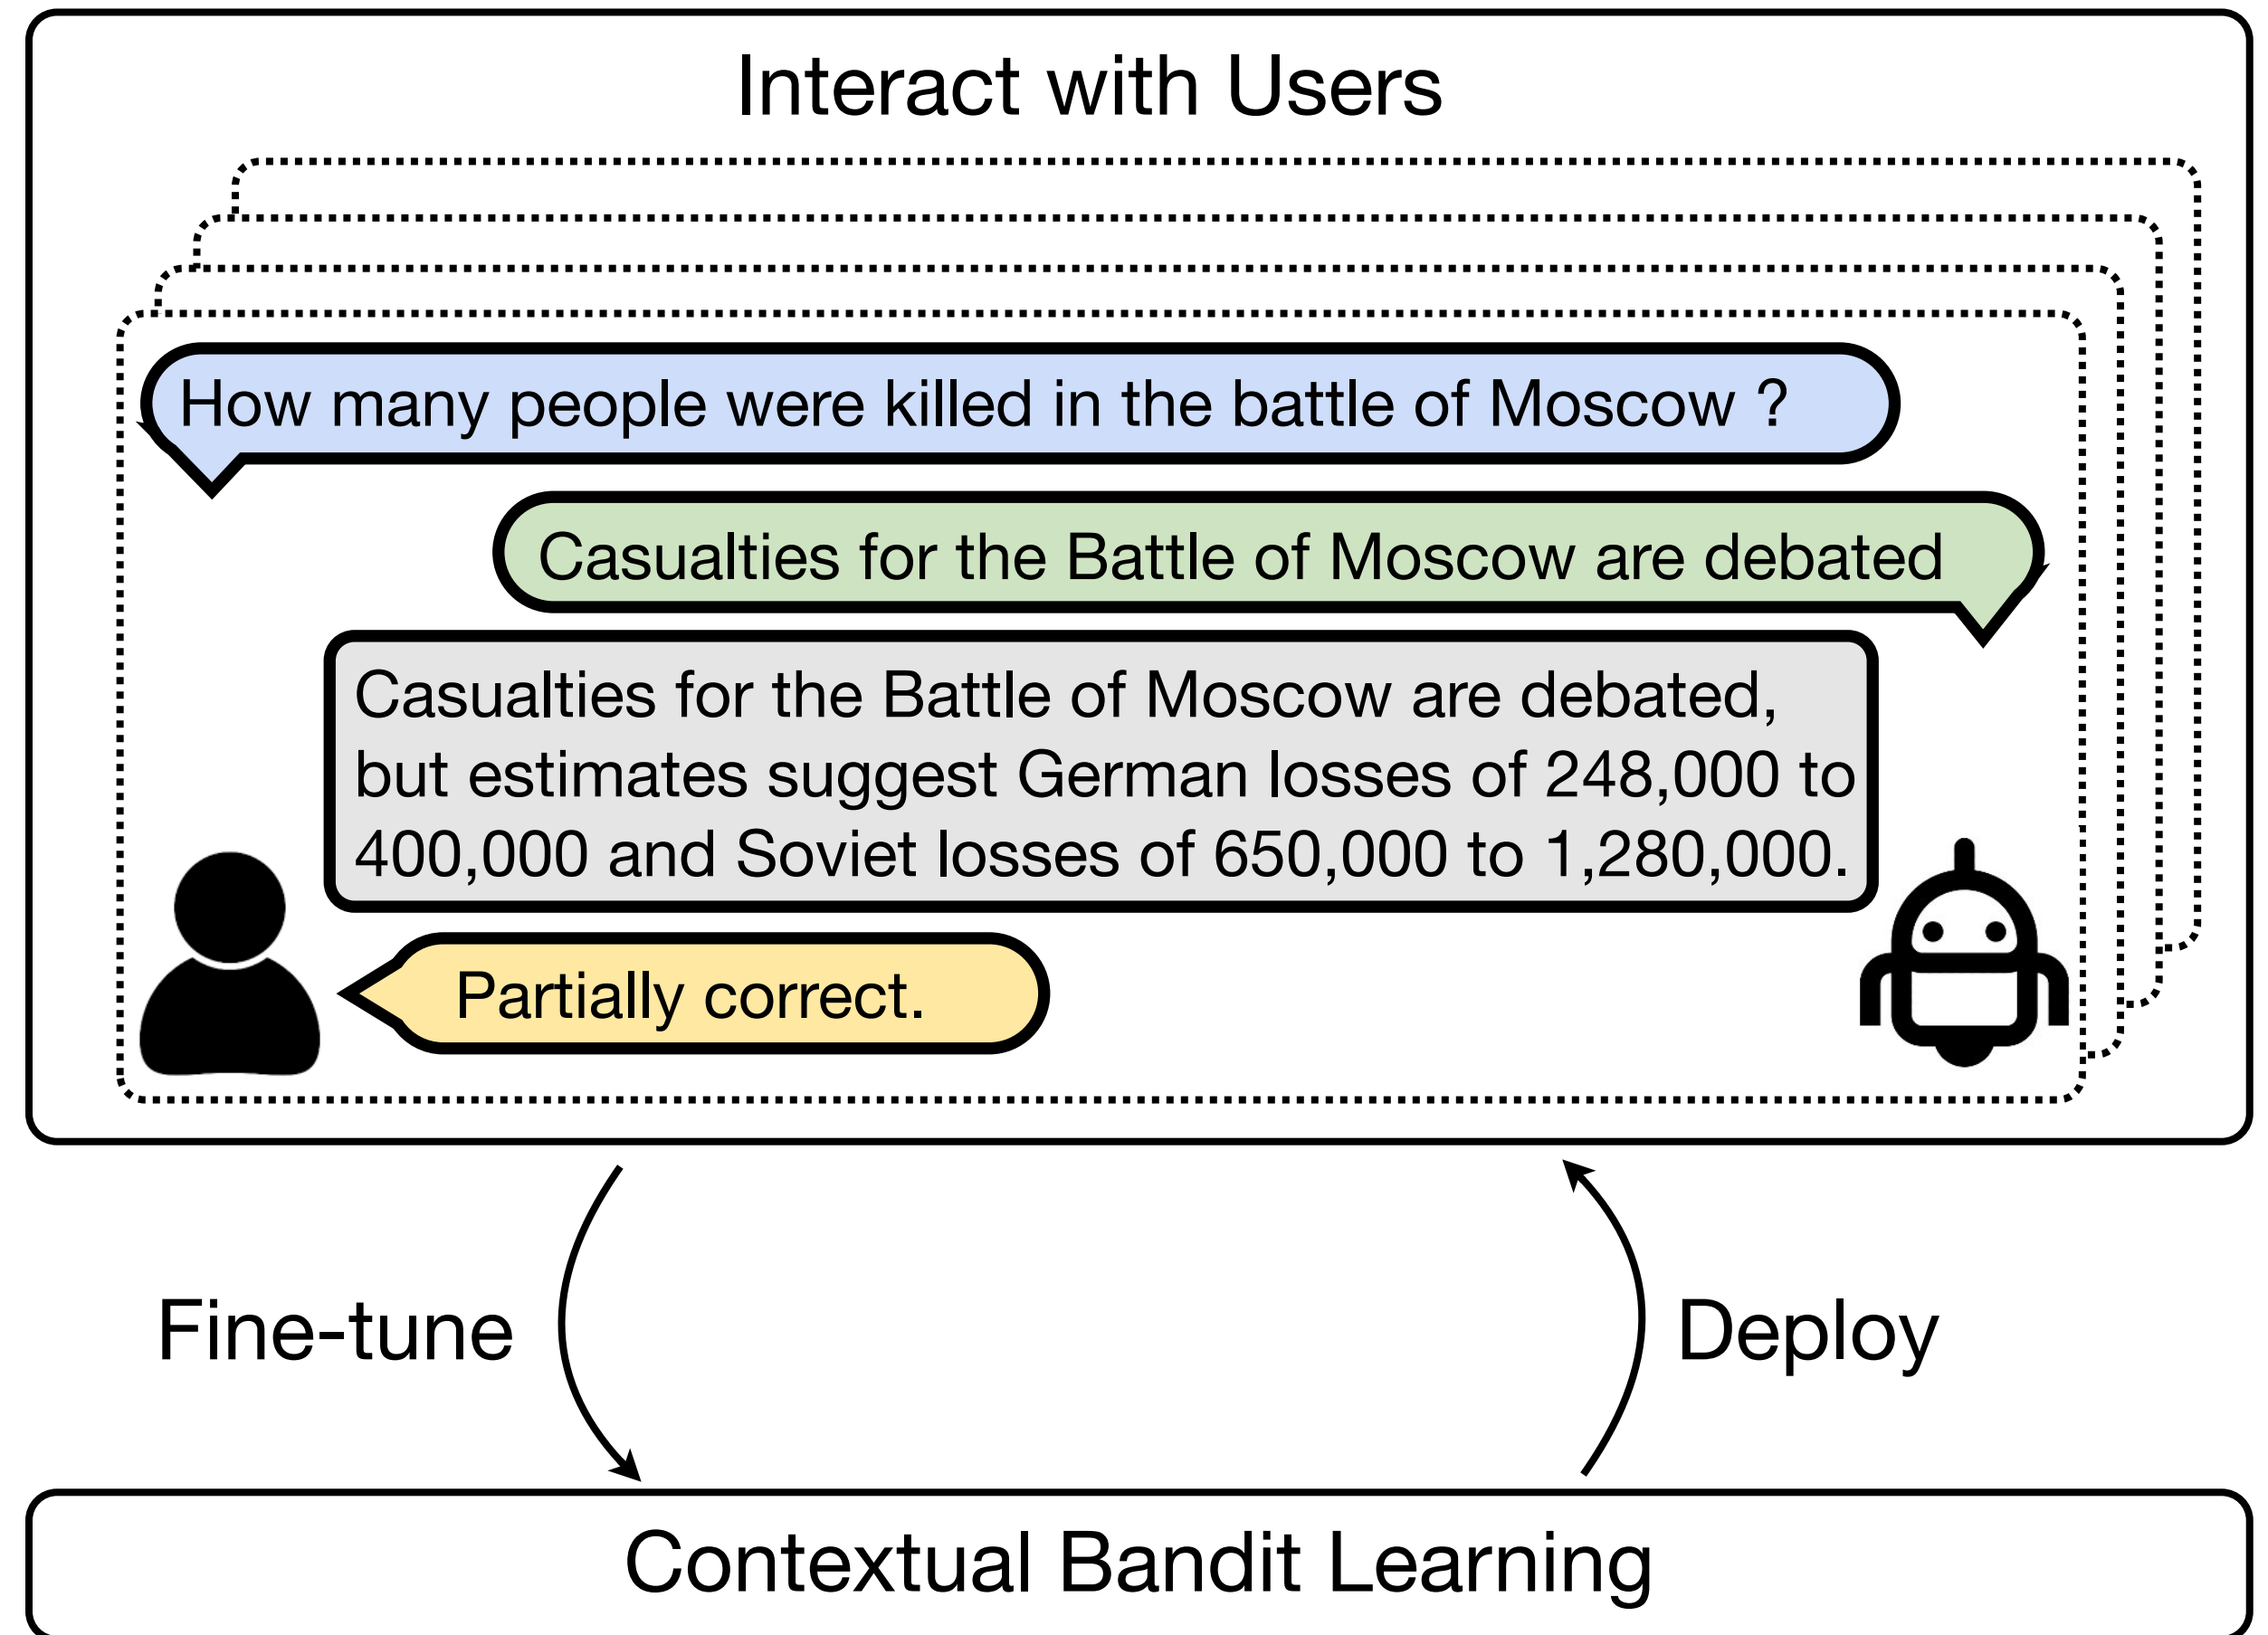 Interact with Users
How many people were killed in the battle of Moscow ?
Casualties for the Battle of Moscow are debated
Casualties for the Battle of Moscow are debated,
but estimates suggest German losses of 248,000 to
400,000 and Soviet losses of 650,000 to 1,280,000.
Partially correct.
Fine-tune
Deploy
Contextual Bandit Learning